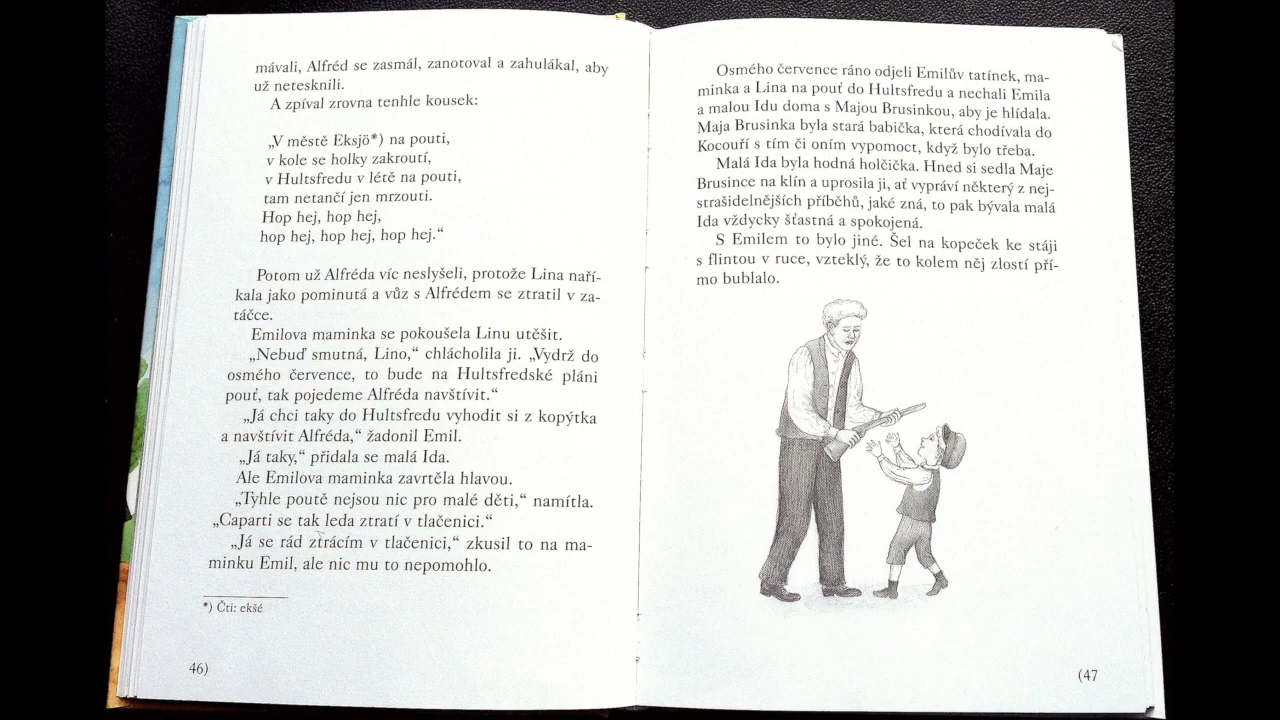 mávali, Alfréd se zasmál, zanotoval a zahulákal, aby
už netesknili.
A zpíval zrovna tenhle kousek:
„V městě Eksjö*) na pouti,
v kole se holky zakroutí,
v Hultsfredu v létě na pouti,
tam netančí jen mrzouti.
Hop hej, hop hej,
hop hej, hop hej, hop hej.“
Potom už Alfréda víc neslyšeli, protože Lina naří-
kala jako pominutá a vůz s Alfrédem se ztratil v za-
táčce.
Emilova maminka se pokoušela Linu utěšit.
„Nebuď smutná, Lino,“ chlácholila ji. „Vydrž do
osmého července, to bude na Hultsfredské pláni
pouť, tak pojedeme Alfréda navštívit.“
„Já chci taky do Hultsfredu vyhodit si z kopýtka
a navštívit Alfréda,“ žadonil Emil.
„Já taky,“ přidala se malá Ida.
Ale Emilova maminka zavrtěla hlavou.
„Tyhle poutě nejsou nic pro malé děti,“ namítla.
„Caparti se tak leda ztratí v tlačenici.“
„Já se rád ztrácím v tlačenici,“ zkusil to na ma-
minku Emil, ale nic mu to nepomohlo.
*) Čti: ekšé
46)
Osmého července ráno odjeli Emilův tatínek, ma-
minka a Lina na pouť do Hultsfredu a nechali Emila
a malou Idu doma s Majou Brusinkou, aby je hlídala.
Maja Brusinka byla stará babička, která chodívala do
Kocouří s tím či oním vypomoct, když bylo třeba.
Malá Ida byla hodná holčička. Hned si sedla Maje
Brusince na klín a uprosila ji, ať vypráví některý z nej-
strašidelnějších příběhů, jaké zná, to pak bývala malá
Ida vždycky šťastná a spokojená.
S Emilem to bylo jiné. Šel na kopeček ke stáji
s flintou v ruce, vzteklý, že to kolem něj zlostí pří-
mo bublalo.
(47